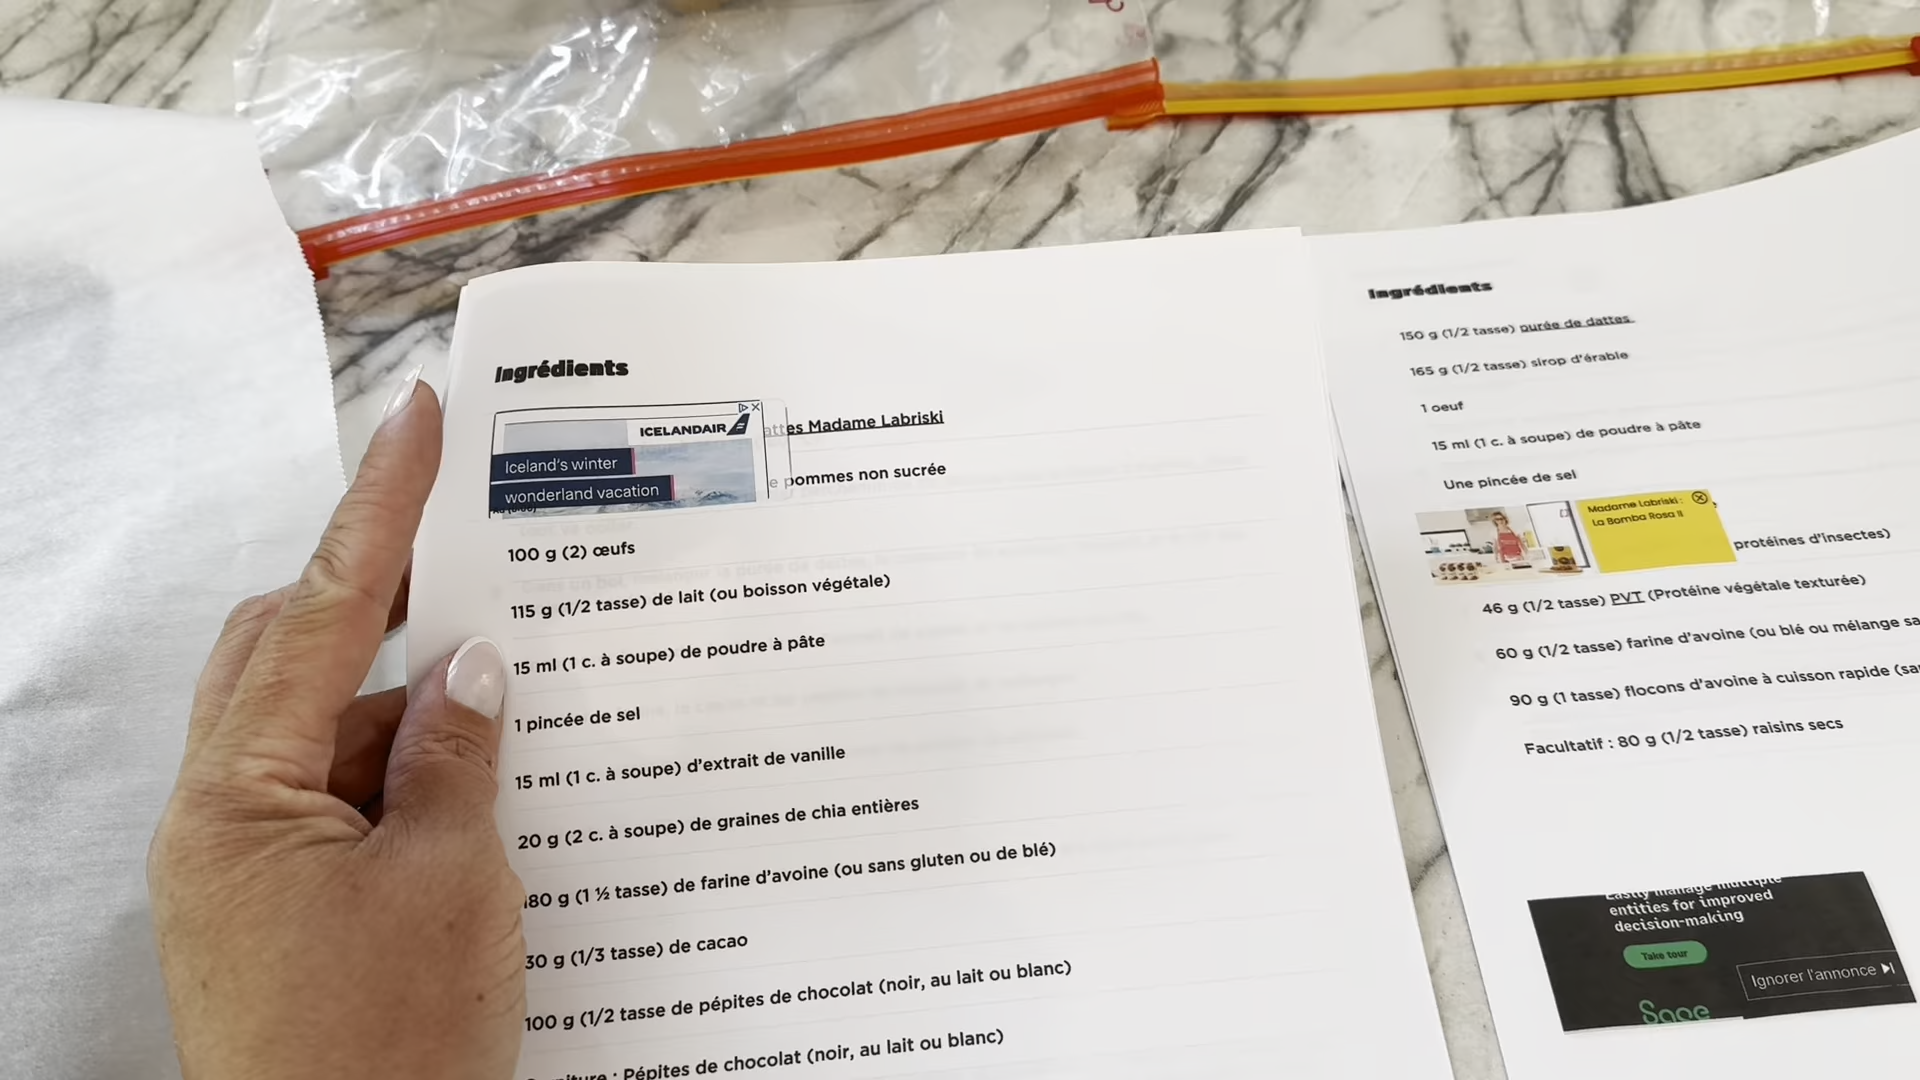 Ingrédients
ICELANDAIR
Iceland's winter
wonderland vacation
Madame Labriski
pommes non sucrée
100 g (2) œufs
115 g (1/2 tasse) de lait (ou boisson végétale)
15 ml (1 c. à soupe) de poudre à pâte
1 pincée de sel
15 ml (1 c. à soupe) d'extrait de vanille
20 g (2 c. à soupe) de graines de chia entières
180 g (1 ½ tasse) de farine d'avoine (ou sans gluten ou de blé)
30 g (1/3 tasse) de cacao
100 g (1/2 tasse de pépites de chocolat (noir, au lait ou blanc)
: Pépites de chocolat (noir, au lait ou blanc)
Ingrédients
150 g (1/2 tasse) purée de dattes
165 g (1/2 tasse) sirop d'érable
1 oeuf
15 ml (1 c. à soupe) de poudre à pâte
Une pincée de sel
Madame Labriski :
La Bomba Rosa !!
protéines d'insectes)
46 g (1/2 tasse) PVT (Protéine végétale texturée)
60 g (1/2 tasse) farine d'avoine (ou blé ou mélange
90 g (1 tasse) flocons d'avoine à cuisson rapide
Facultatif : 80 g (1/2 tasse) raisins secs
Easily manage multiple
entities for improved
decision-making
Take tour
Ignorer l'annonce
Sage